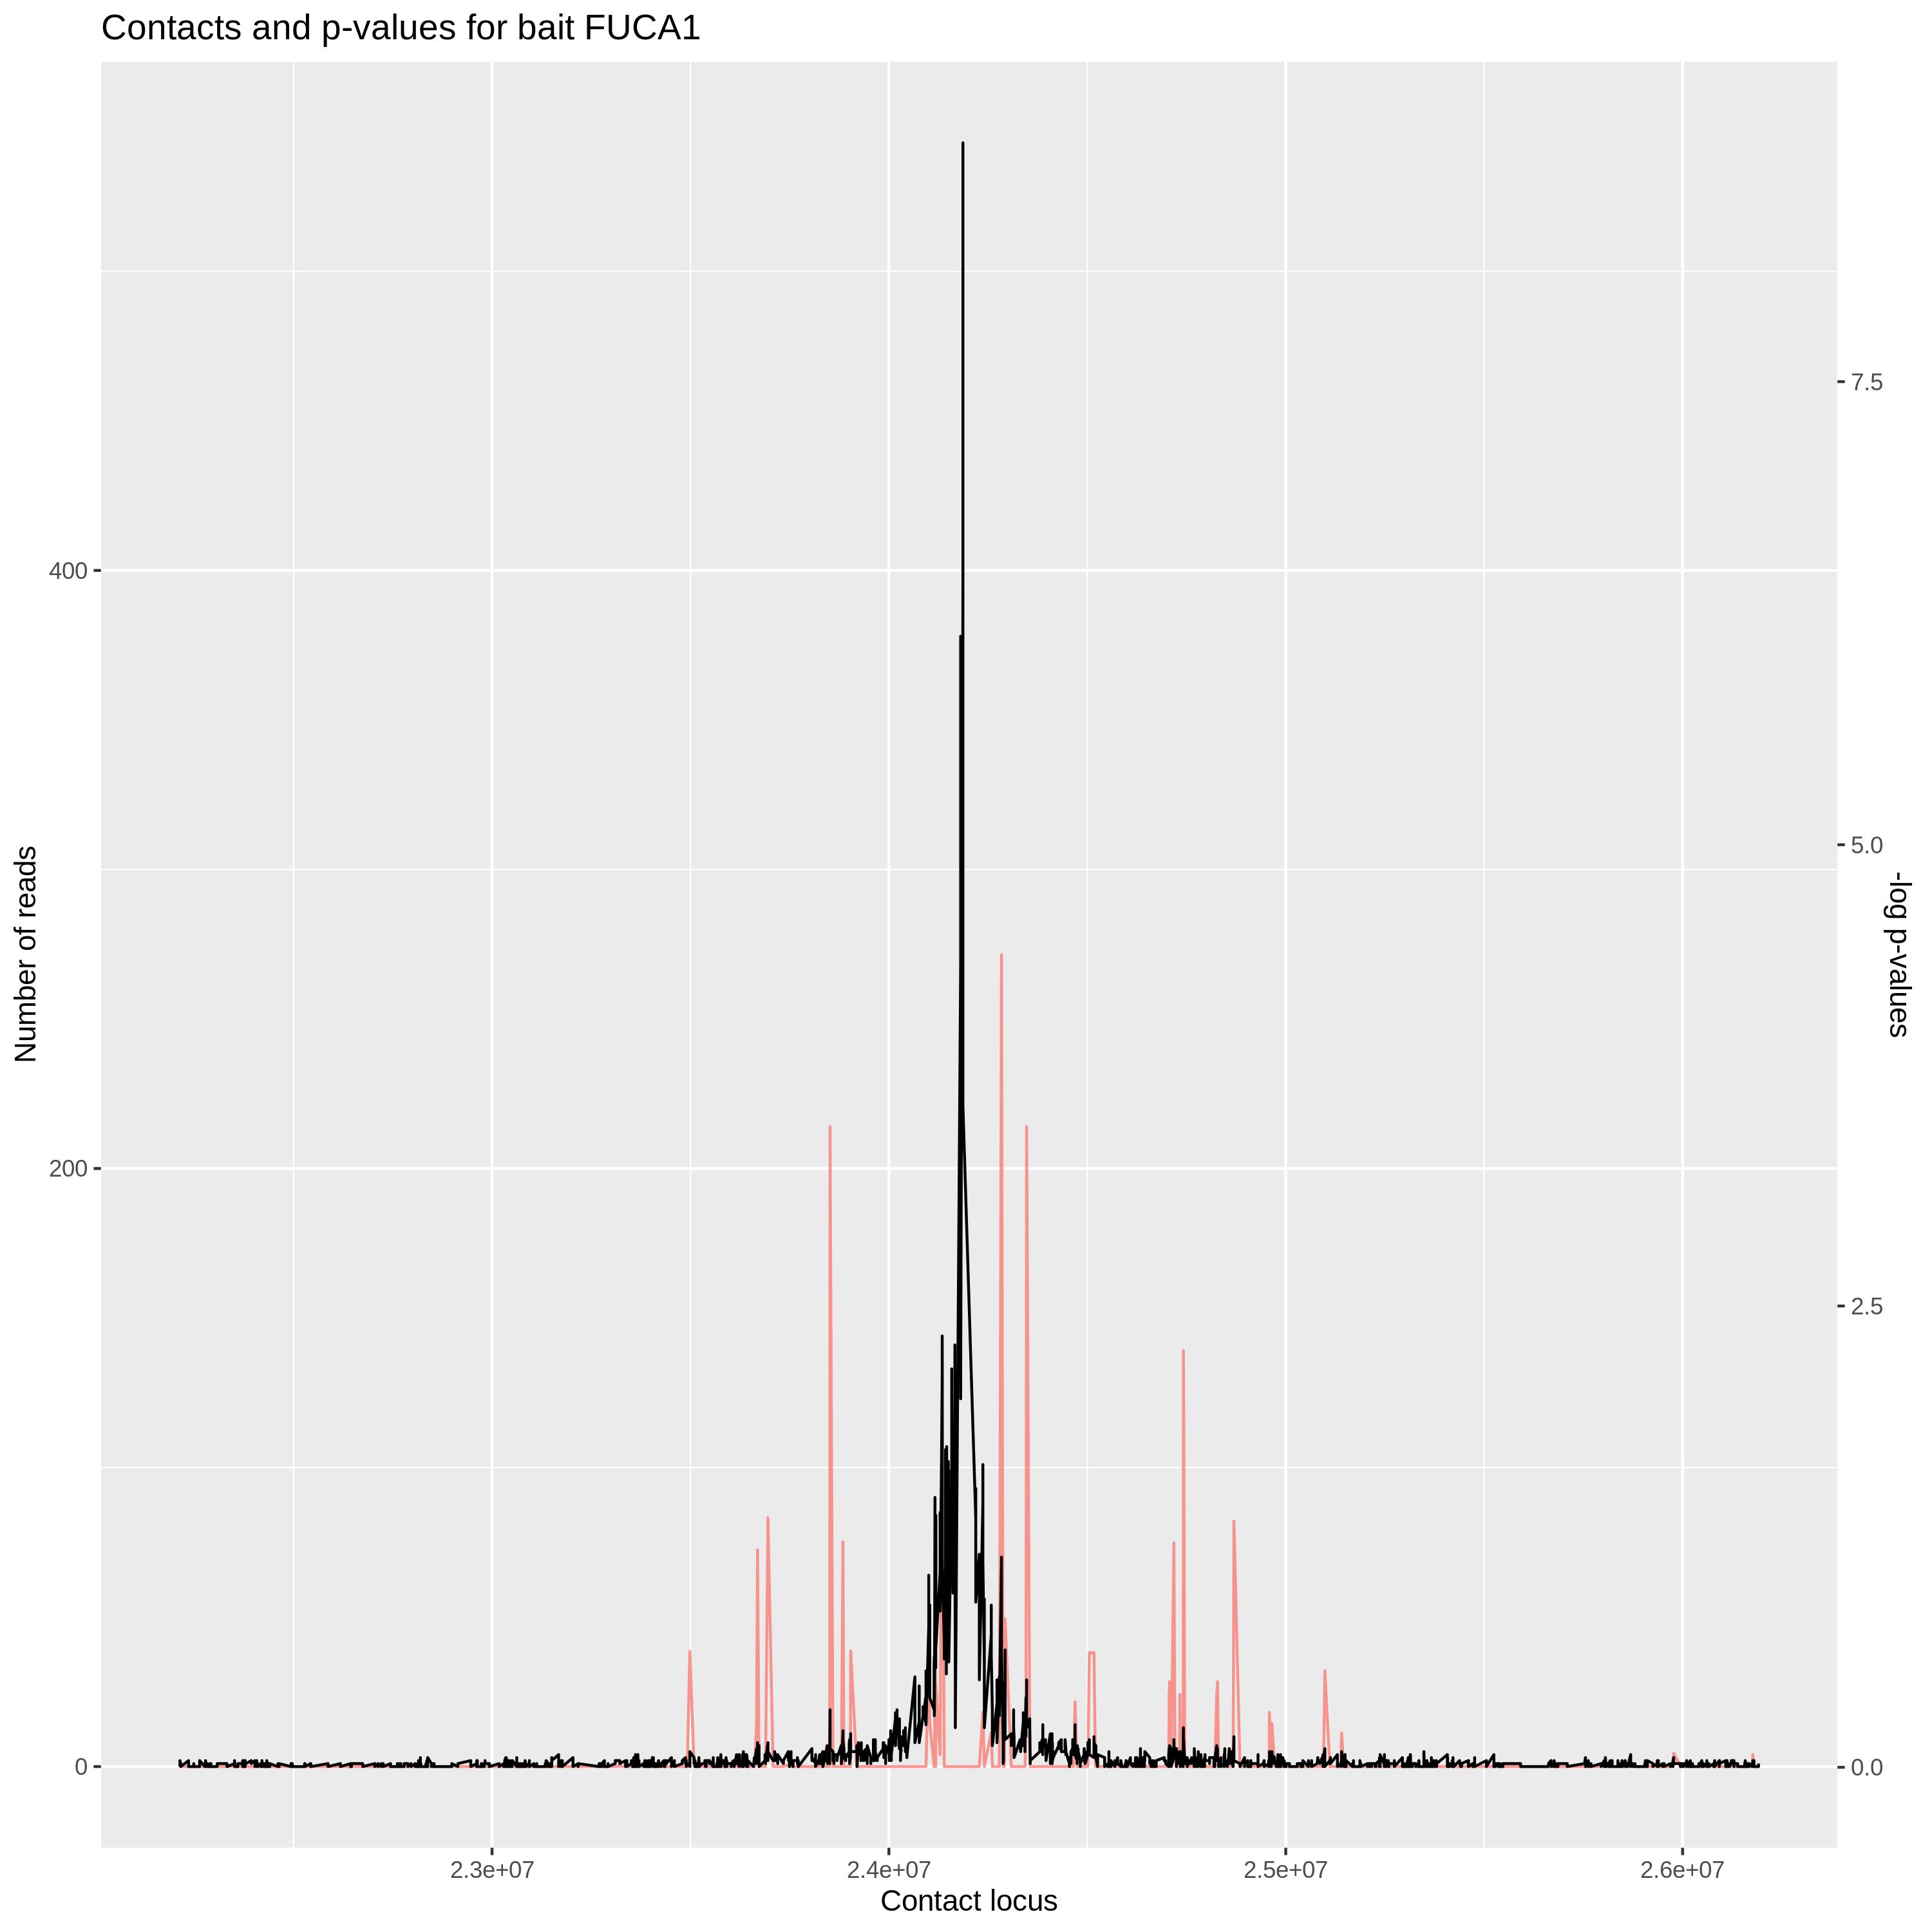 Contacts and p-values for bait FUCA1
Number of reads
400
200
0
7.5
5.0
2.5
0.0
-log p-values
2.3e+07
2.4e+07
2.5e+07
2.6e+07
Contact locus